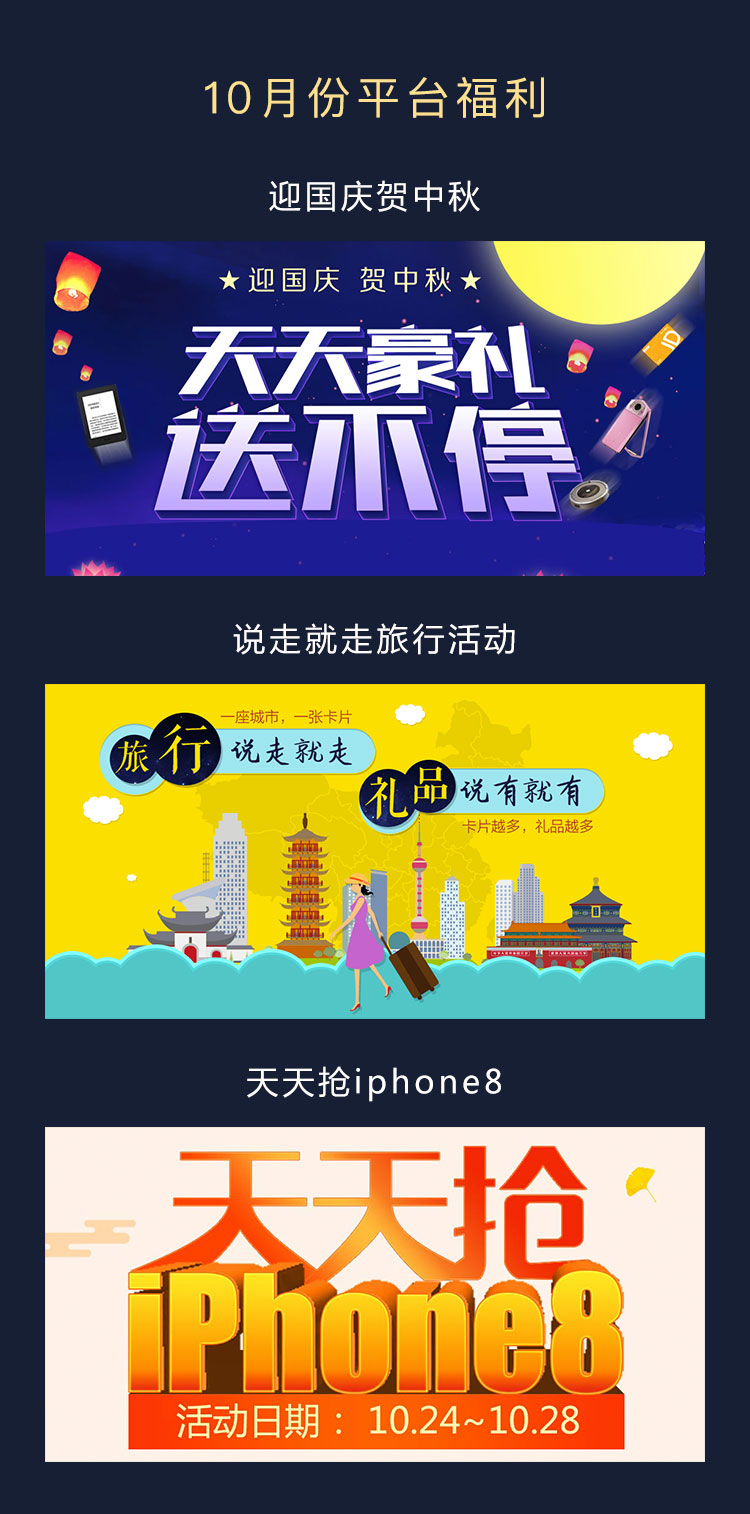 10月份平台福利
迎国庆贺中秋
★迎国庆 贺中秋★
天天豪礼
送不停
说走就走旅行活动
一座城市，一张卡片
旅行 说走就走
礼品 说有就有
卡片越多，礼品越多
天天抢iphone8
天天抢
iPhone8
活动日期：10.24~10.28